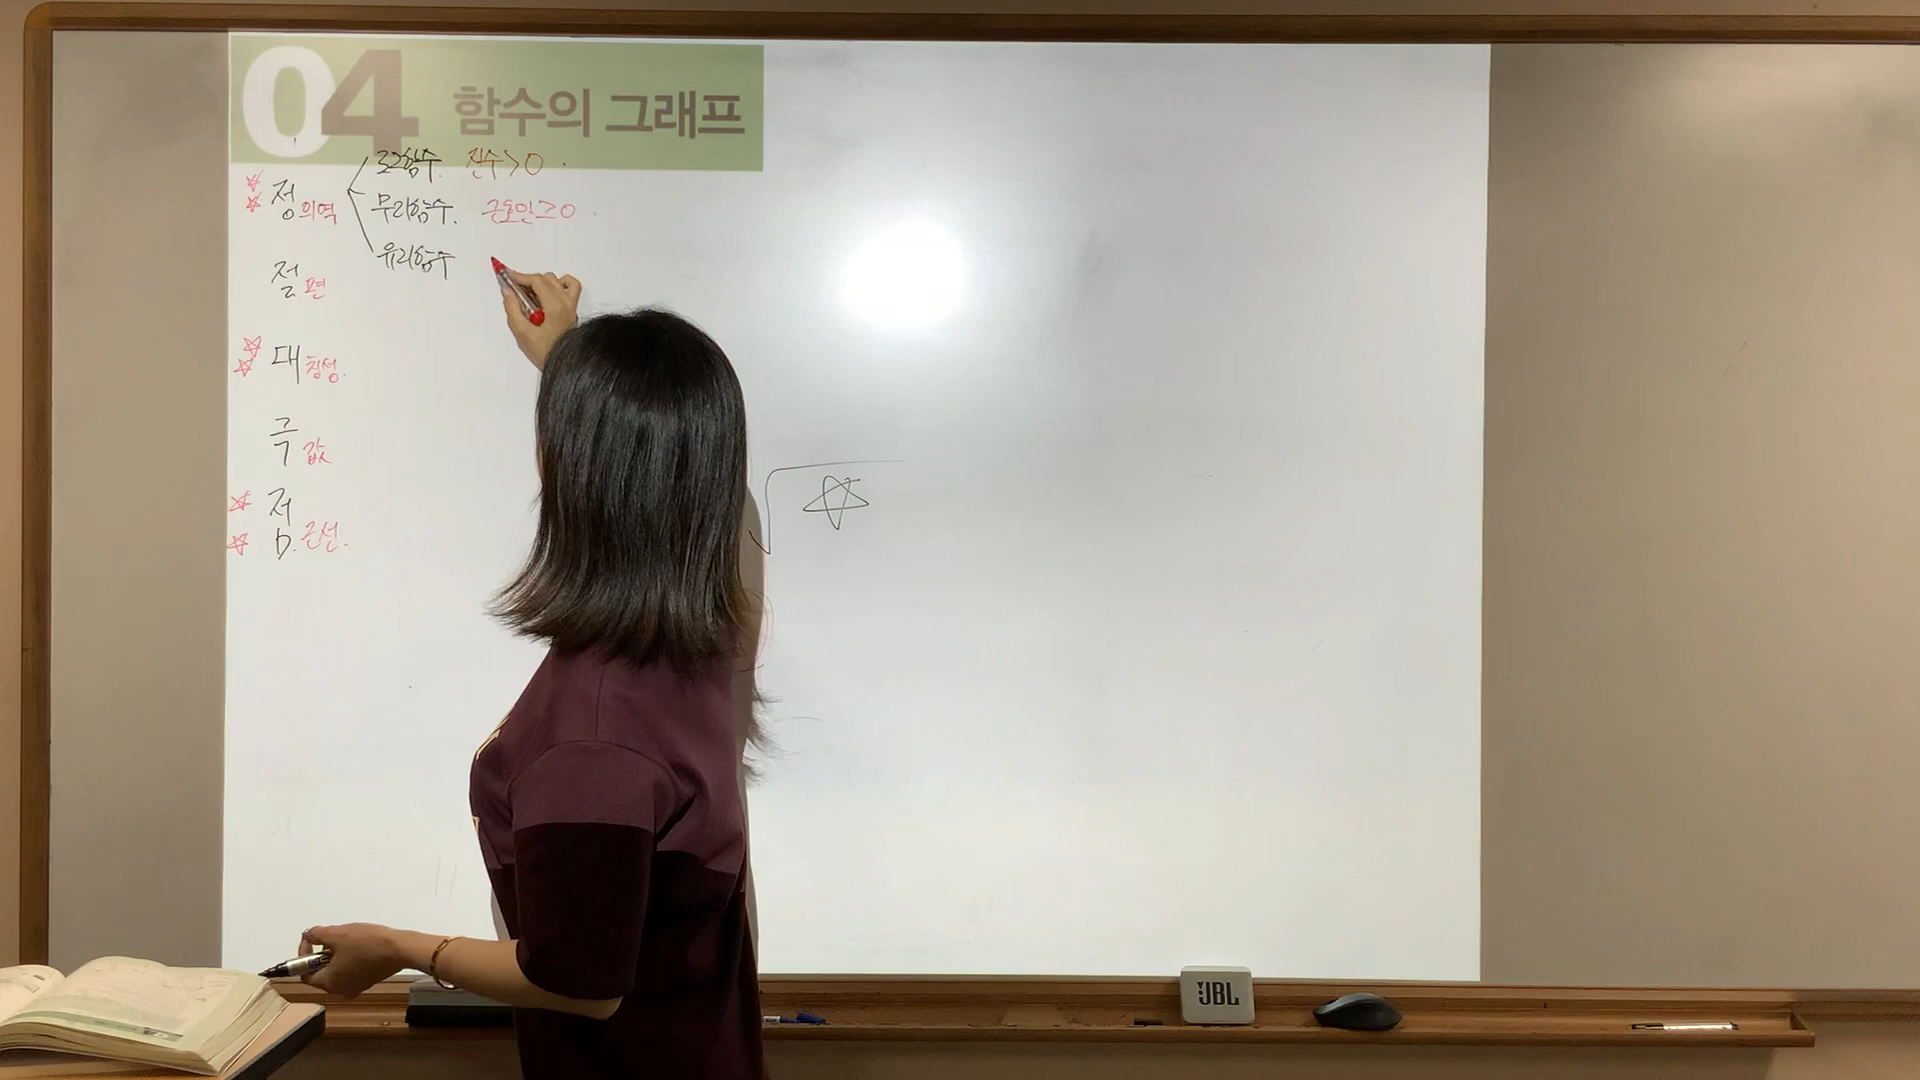 04 함수의 그래프
로그함수. 진수>0.
정의역
무리함수. 근호안≥0.
유리함수
절편
대칭성.
극값
점근선.
JBL